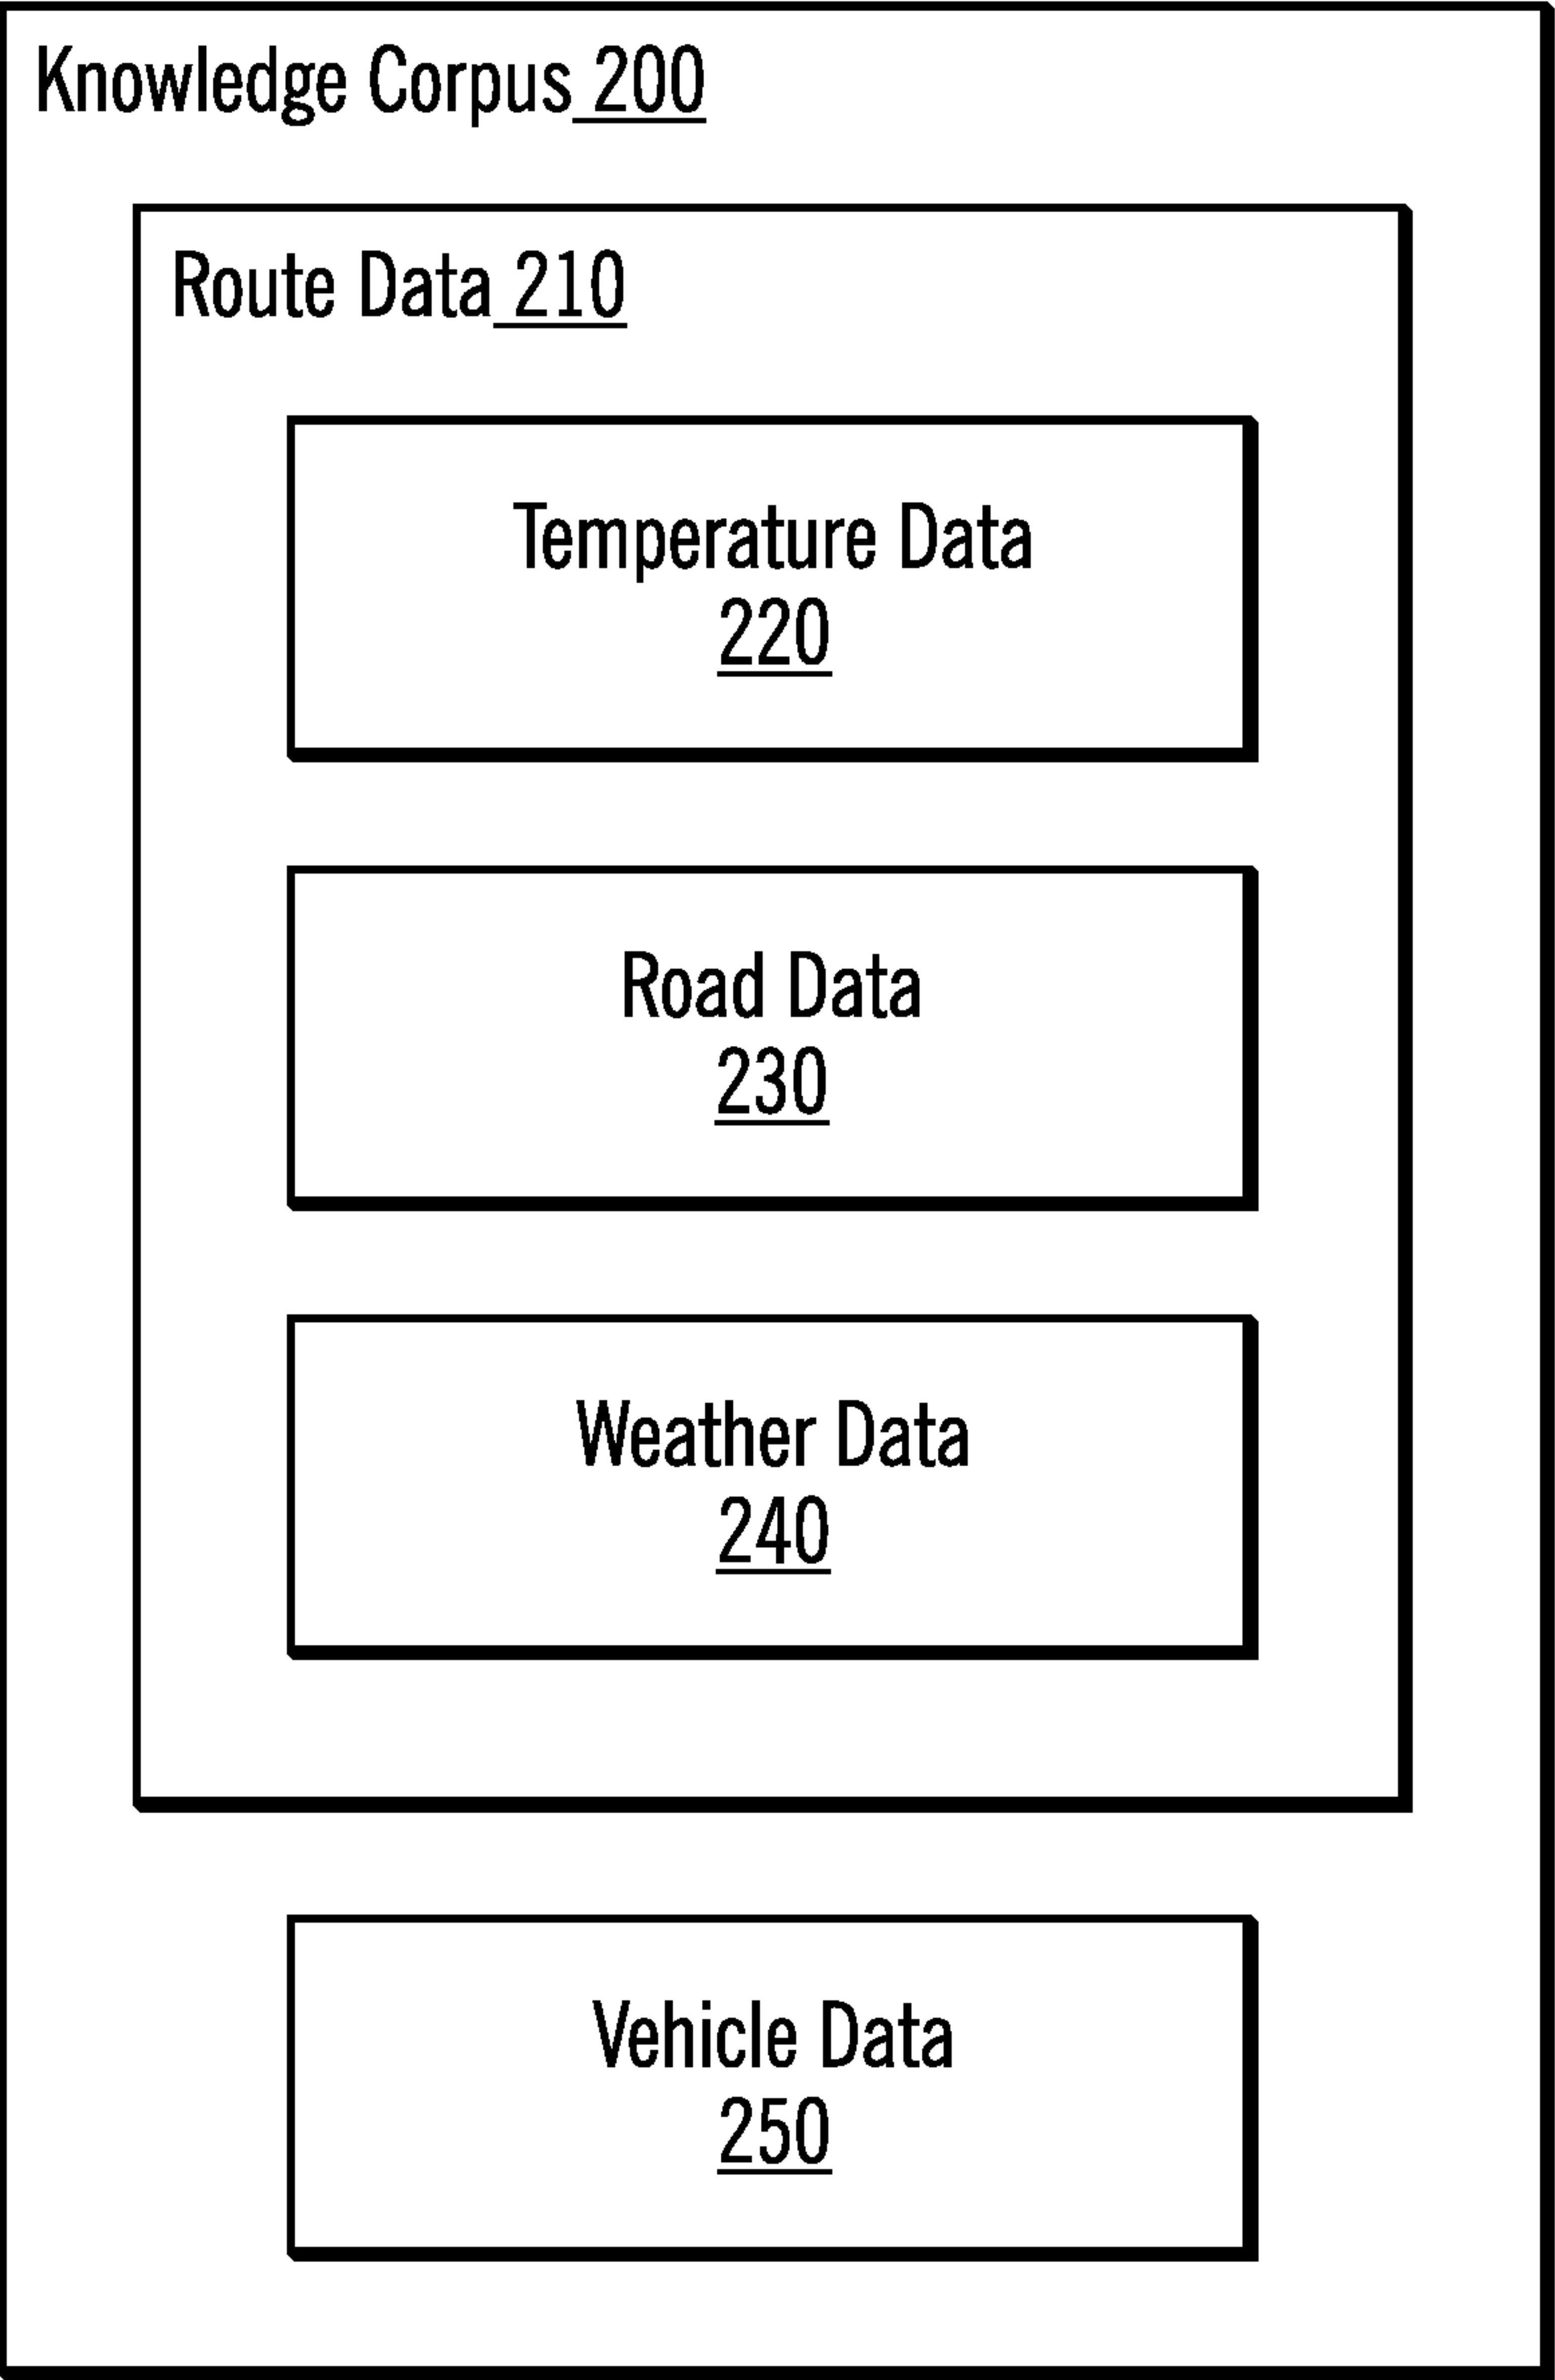 Knowledge Corpus 200
Route Data 210
Temperature Data
220
Road Data
230
Weather Data
240
Vehicle Data
250